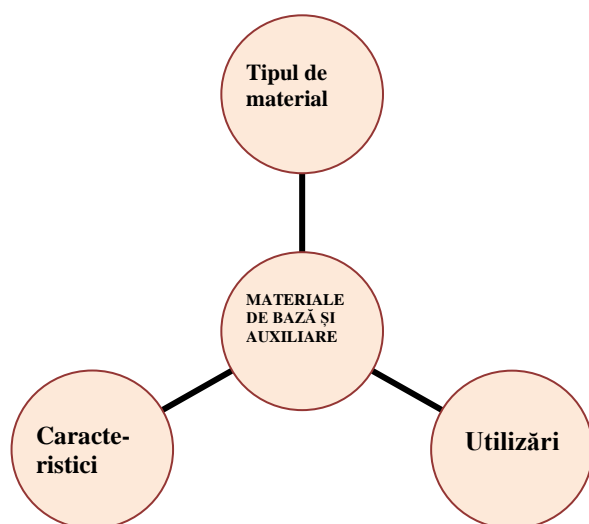 Tipul de
material
MATERIALE
DE BAZĂ ȘI
AUXILIARE
Caracte-
ristici
Utilizări